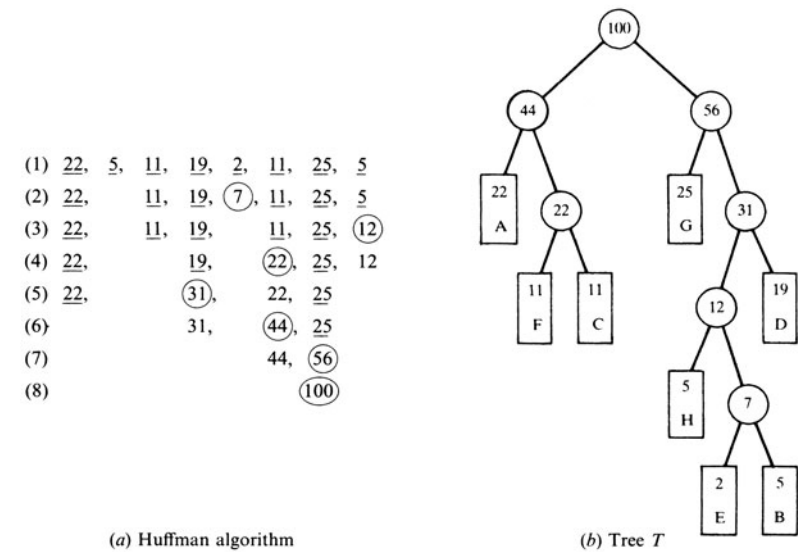 (1) 22, 5, 11, 19, 2, 11, 25, 5
(2) 22, 11, 19, 7, 11, 25, 5
(3) 22, 11, 19, 11, 25, 12
(4) 22, 19, 22, 25, 12
(5) 22, 31, 22, 25
(6) 31, 44, 25
(7) 44, 56
(8) 100
(a) Huffman algorithm
100
44 56
22 A
22
25 G
31
11 F
11 C
12
19 D
5 H
7
2 E
5 B
(b) Tree T